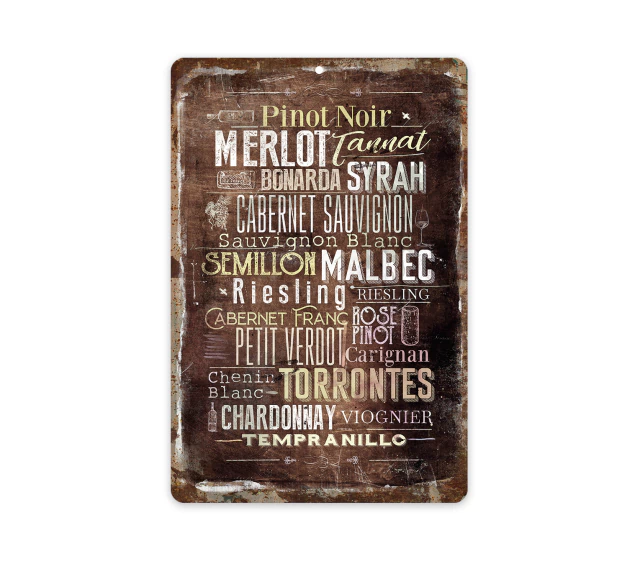 Pinot Noir
MERLOT Tannat
BONARDA SYRAH
CABERNET SAUVIGNON
Sauvignon Blanc
SEMILLON MALBEC
Riesling RIESLING
CABERNET FRANC ROSE
PINOT
PETIT VERDOT Carignan
Chenin
Blanc TORRONTES
CHARDONNAY VIOGNIER
TEMPRANILLO